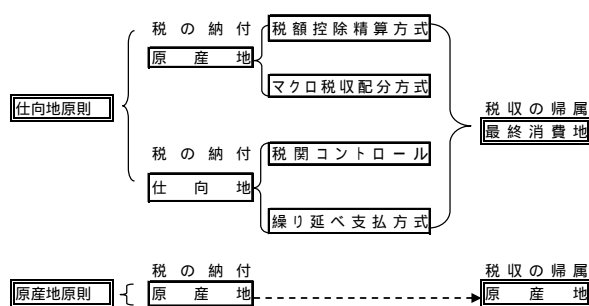 税の納付
税額控除精算方式
原産地
マクロ税収配分方式
仕向地原則
税収の帰属
最終消費地
税の納付
税関コントロール
仕向地
繰り延べ支払方式
税の納付
税収の帰属
原産地原則
原産地
原産地